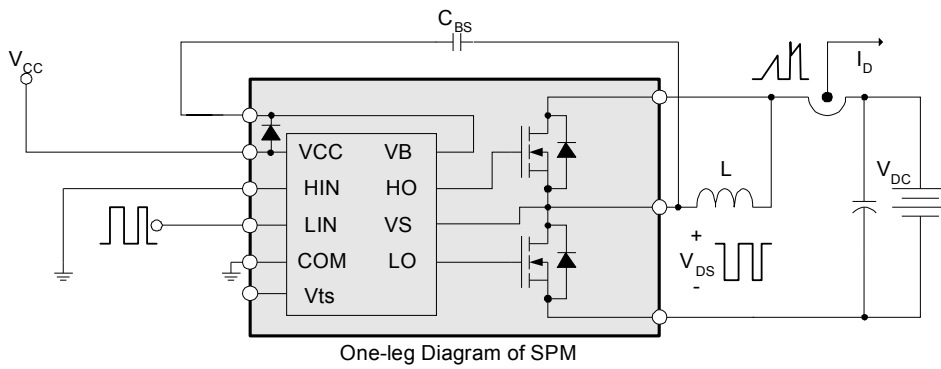 C_BS
V_CC
I_D
VCC VB
HIN HO
LIN VS
COM LO
Vts
L
V_DC
+
V_DS
-
One-leg Diagram of SPM